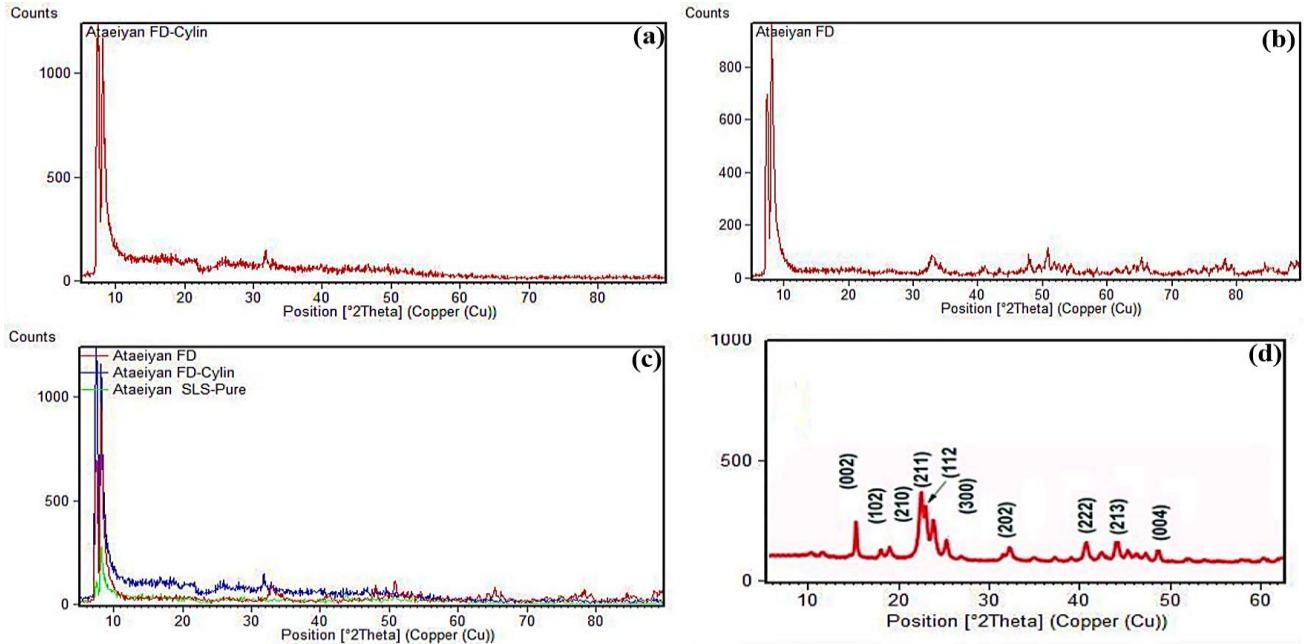 Counts
Ataeiyan FD-Cylin
(a)
1000
500
0
10 20 30 40 50 60 70 80
Position [°2Theta] (Copper (Cu))
Counts
Ataeiyan FD
(b)
800
600
400
200
0
10 20 30 40 50 60 70 80
Position [°2Theta] (Copper (Cu))
Counts
Ataeiyan FD
Ataeiyan FD-Cylin
Ataeiyan SLS-Pure
(c)
1000
500
0
10 20 30 40 50 60 70 80
Position [°2Theta] (Copper (Cu))
1000
(d)
500
0
(002)
(102)
(210)
(211)
(112
(300)
(202)
(222)
(213)
(004)
10 20 30 40 50 60
Position [°2Theta] (Copper (Cu))